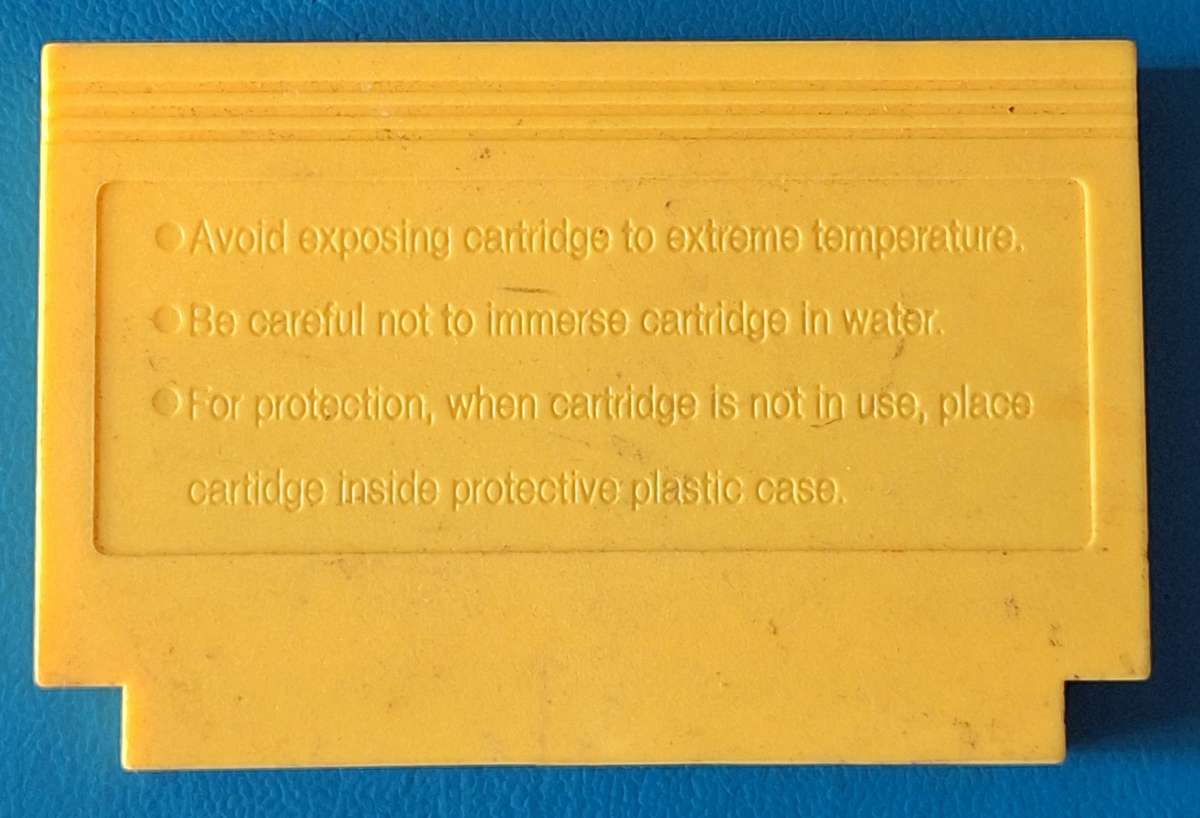 ●Avoid exposing cartridge to extreme temperature.
●Be careful not to immerse cartridge in water.
●For protection, when cartridge is not in use, place
cartidge inside protective plastic case.